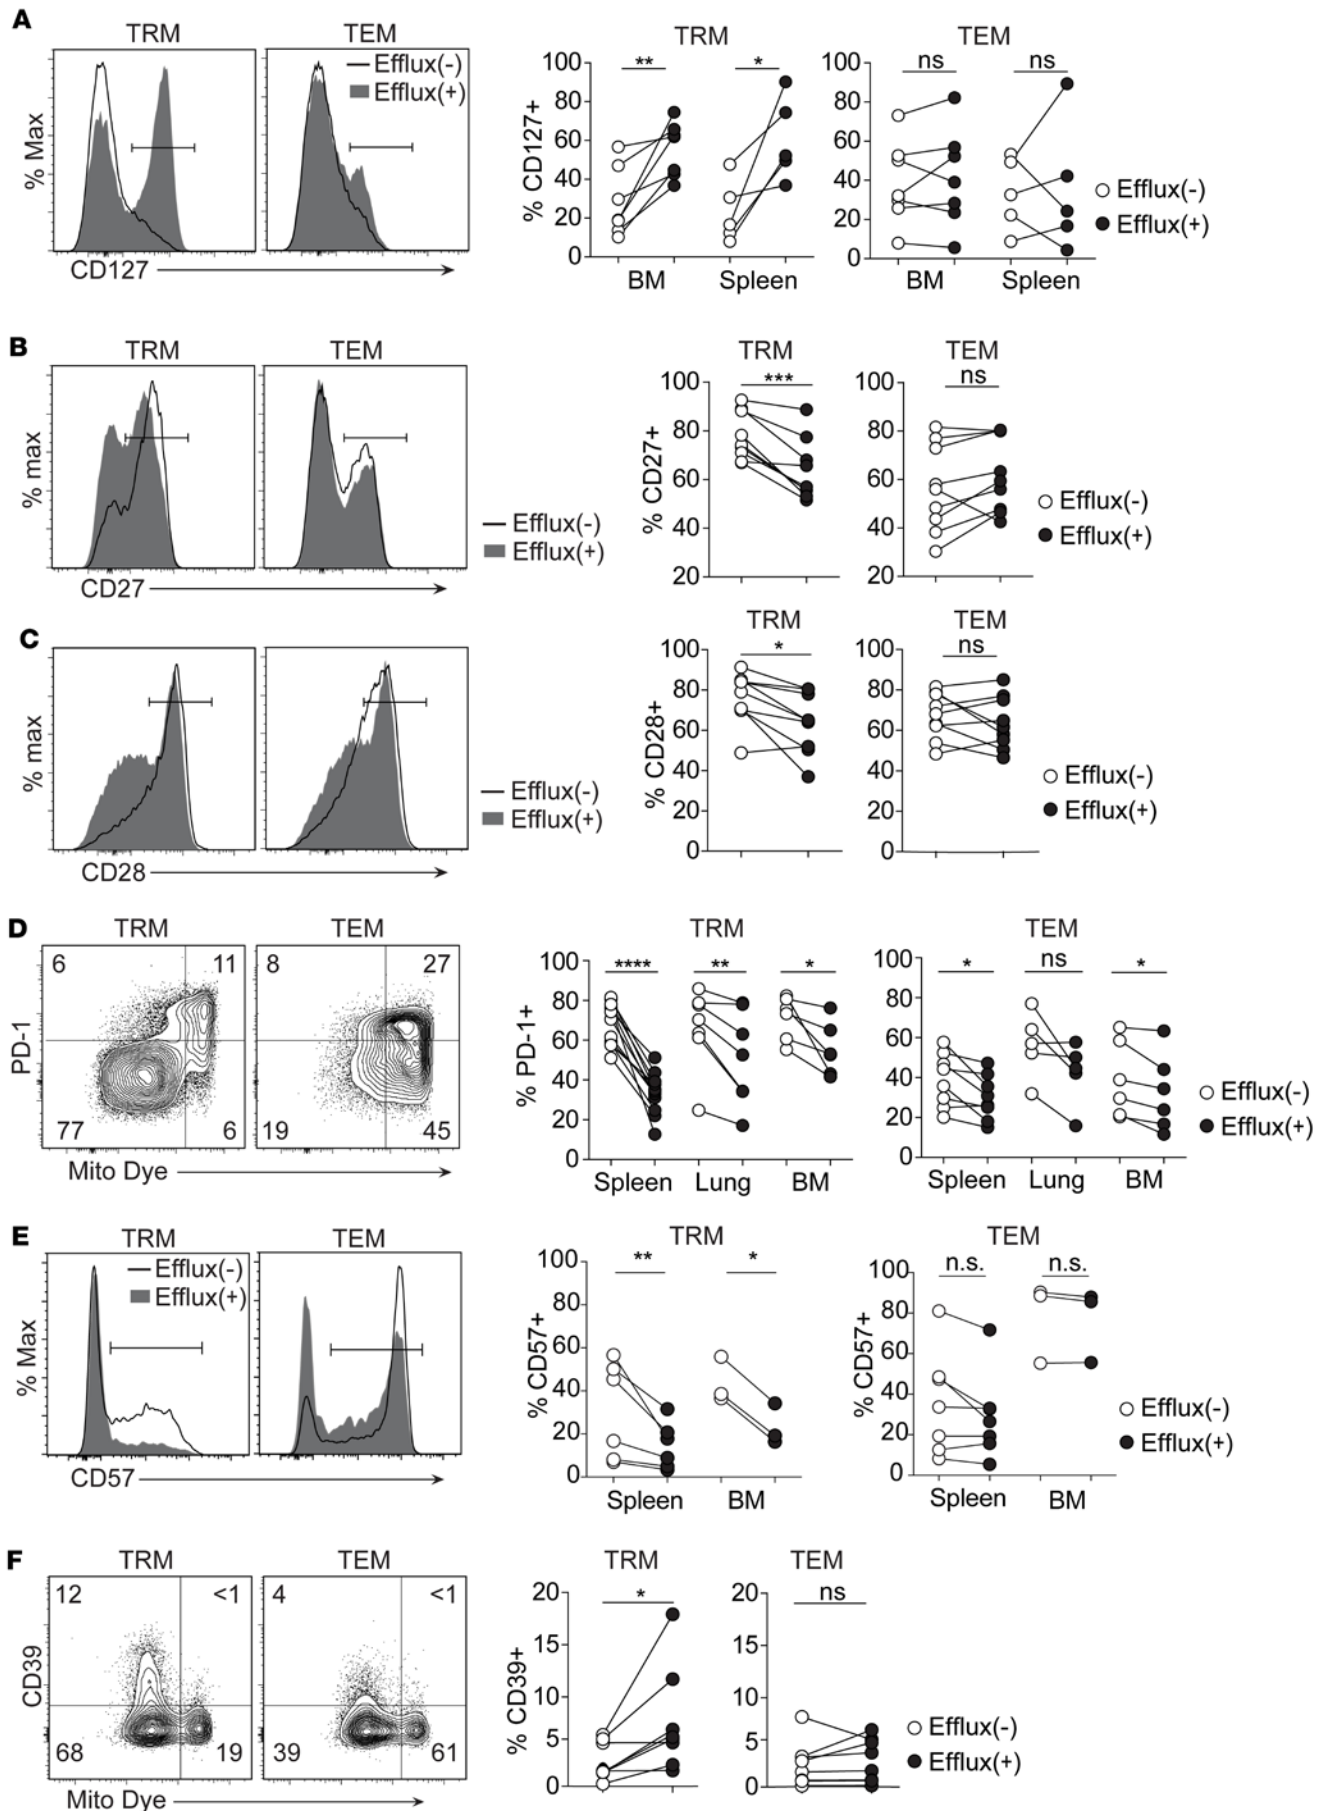 A
TRM
TEM
Efflux(-)
Efflux(+)
% Max
CD127
TRM
TEM
% CD127+
100
80
60
40
20
0
BM
Spleen
** 
*
100
80
60
40
20
0
BM
Spleen
ns
ns
Efflux(-)
Efflux(+)
B
TRM
TEM
% max
CD27
Efflux(-)
Efflux(+)
TRM
TEM
***
ns
% CD27+
100
80
60
40
20
100
80
60
40
20
Efflux(-)
Efflux(+)
C
% max
CD28
Efflux(-)
Efflux(+)
TRM
TEM
*
ns
% CD28+
100
80
60
40
20
0
100
80
60
40
20
0
Efflux(-)
Efflux(+)
D
TRM
TEM
6
11
77
6
8
27
19
45
PD-1
Mito Dye
TRM
TEM
**** 
**
*
% PD-1+
100
80
60
40
20
0
Spleen
Lung
BM
*
ns
*
100
80
60
40
20
0
Spleen
Lung
BM
Efflux(-)
Efflux(+)
E
TRM
TEM
Efflux(-)
Efflux(+)
% Max
CD57
TRM
TEM
**
*
% CD57+
100
80
60
40
20
0
Spleen
BM
n.s.
n.s.
% CD57+
100
80
60
40
20
0
Spleen
BM
Efflux(-)
Efflux(+)
F
TRM
TEM
12
<1
68
19
4
<1
39
61
CD39
Mito Dye
TRM
TEM
*
ns
% CD39+
20
15
10
5
0
20
15
10
5
0
Efflux(-)
Efflux(+)